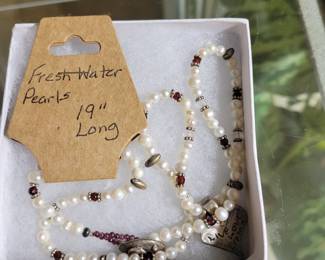 Fresh Water
Pearls
19"
Long